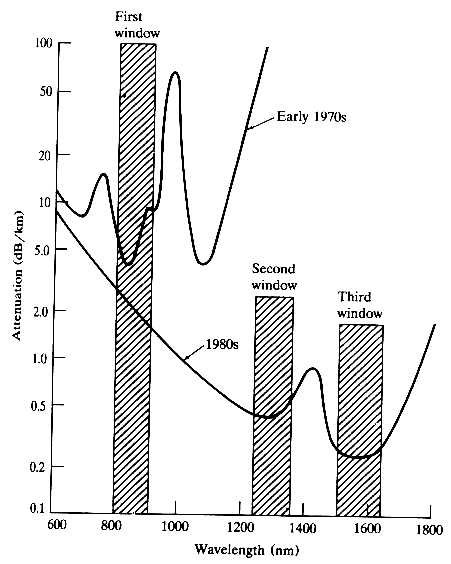 First
window
100
50
20
10
5.0
2.0
1.0
0.5
0.2
0.1
Attenuation (dB/km)
Early 1970s
Second
window
Third
window
1980s
600
800
1000
1200
1400
1600
1800
Wavelength (nm)